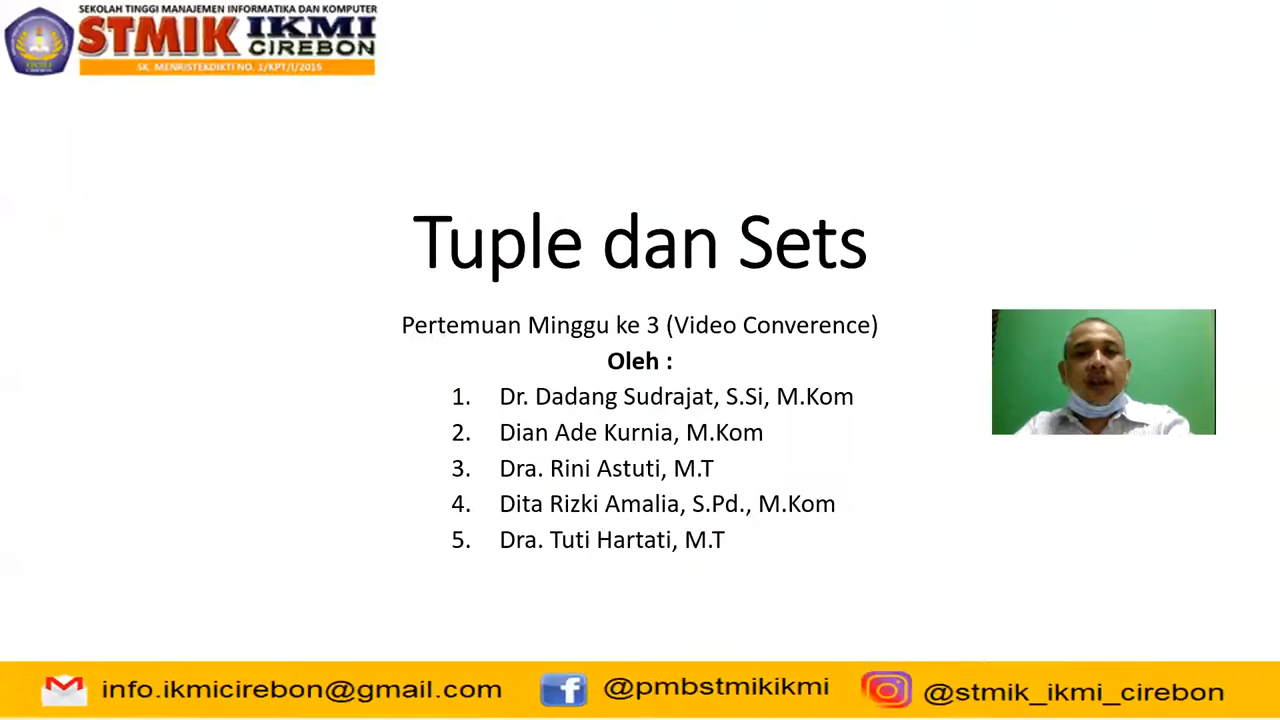 SEKOLAH TINGGI MANAJEMEN INFORMATIKA DAN KOMPUTER
STMIK IKMI
CIREBON
SK. MENRISTEKDIKTI NO. 1/KPT/I/2015
Tuple dan Sets
Pertemuan Minggu ke 3 (Video Converence)
Oleh :
1. Dr. Dadang Sudrajat, S.Si, M.Kom
2. Dian Ade Kurnia, M.Kom
3. Dra. Rini Astuti, M.T
4. Dita Rizki Amalia, S.Pd., M.Kom
5. Dra. Tuti Hartati, M.T
info.ikmicirebon@gmail.com
@pmbstmikikmi
@stmik_ikmi_cirebon